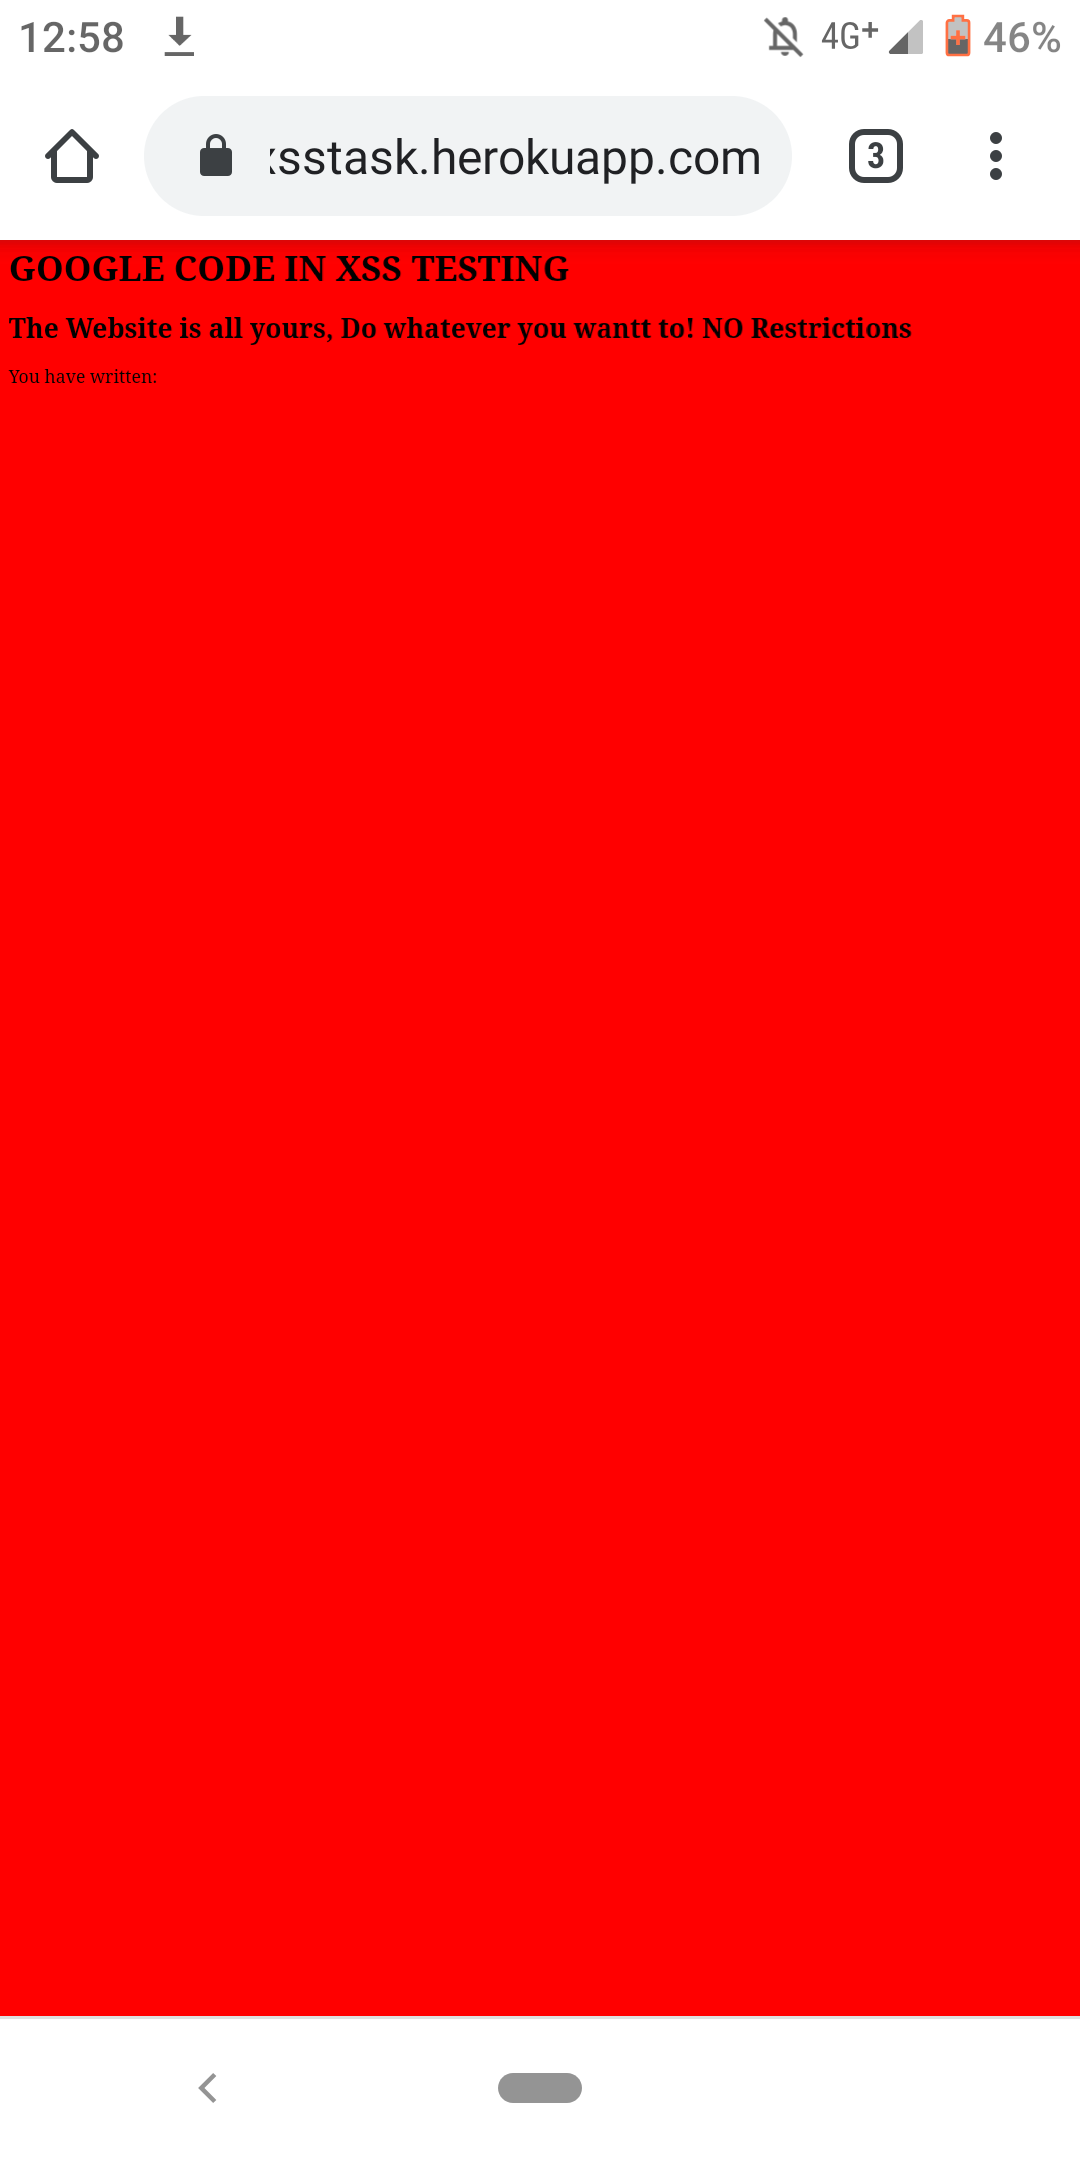 12:58 4G+ 46%
xsstask.herokuapp.com 3
GOOGLE CODE IN XSS TESTING
The Website is all yours, Do whatever you wantt to! NO Restrictions
You have written: